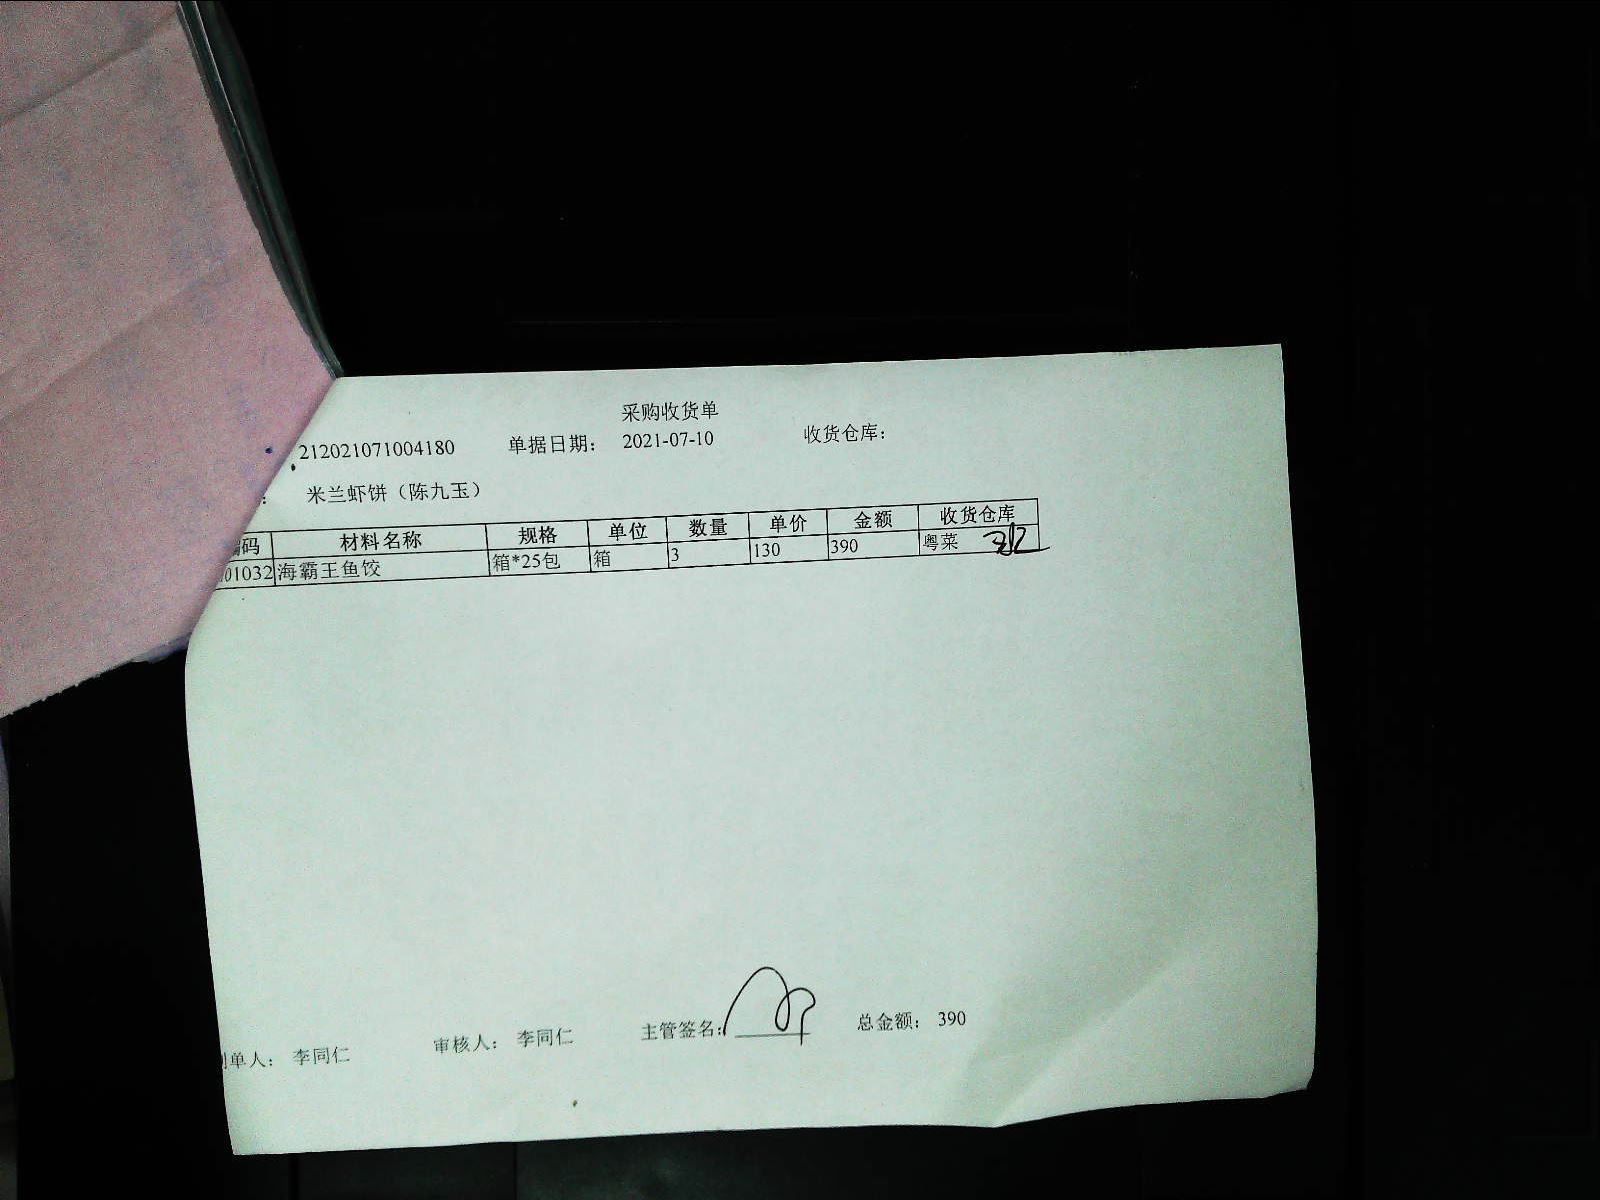 采购收货单
212021071004180 单据日期： 2021-07-10 收货仓库：
： 米兰虾饼（陈九玉）
编码 材料名称 规格 单位 数量 单价 金额 收货仓库
01032 海霸王鱼饺 箱*25包 箱 3 130 390 粤菜
制单人： 李同仁 审核人： 李同仁 主管签名： 总金额： 390